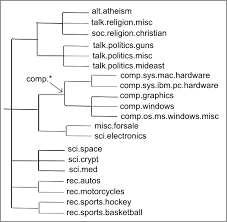 alt.atheism
talk.religion.misc
soc.religion.christian
talk.politics.guns
talk.politics.misc
talk.politics.mideast
comp.*
comp.sys.mac.hardware
comp.sys.ibm.pc.hardware
comp.graphics
comp.windows
comp.os.ms.windows.misc
misc.forsale
sci.electronics
sci.space
sci.crypt
sci.med
rec.autos
rec.motorcycles
rec.sports.hockey
rec.sports.basketball